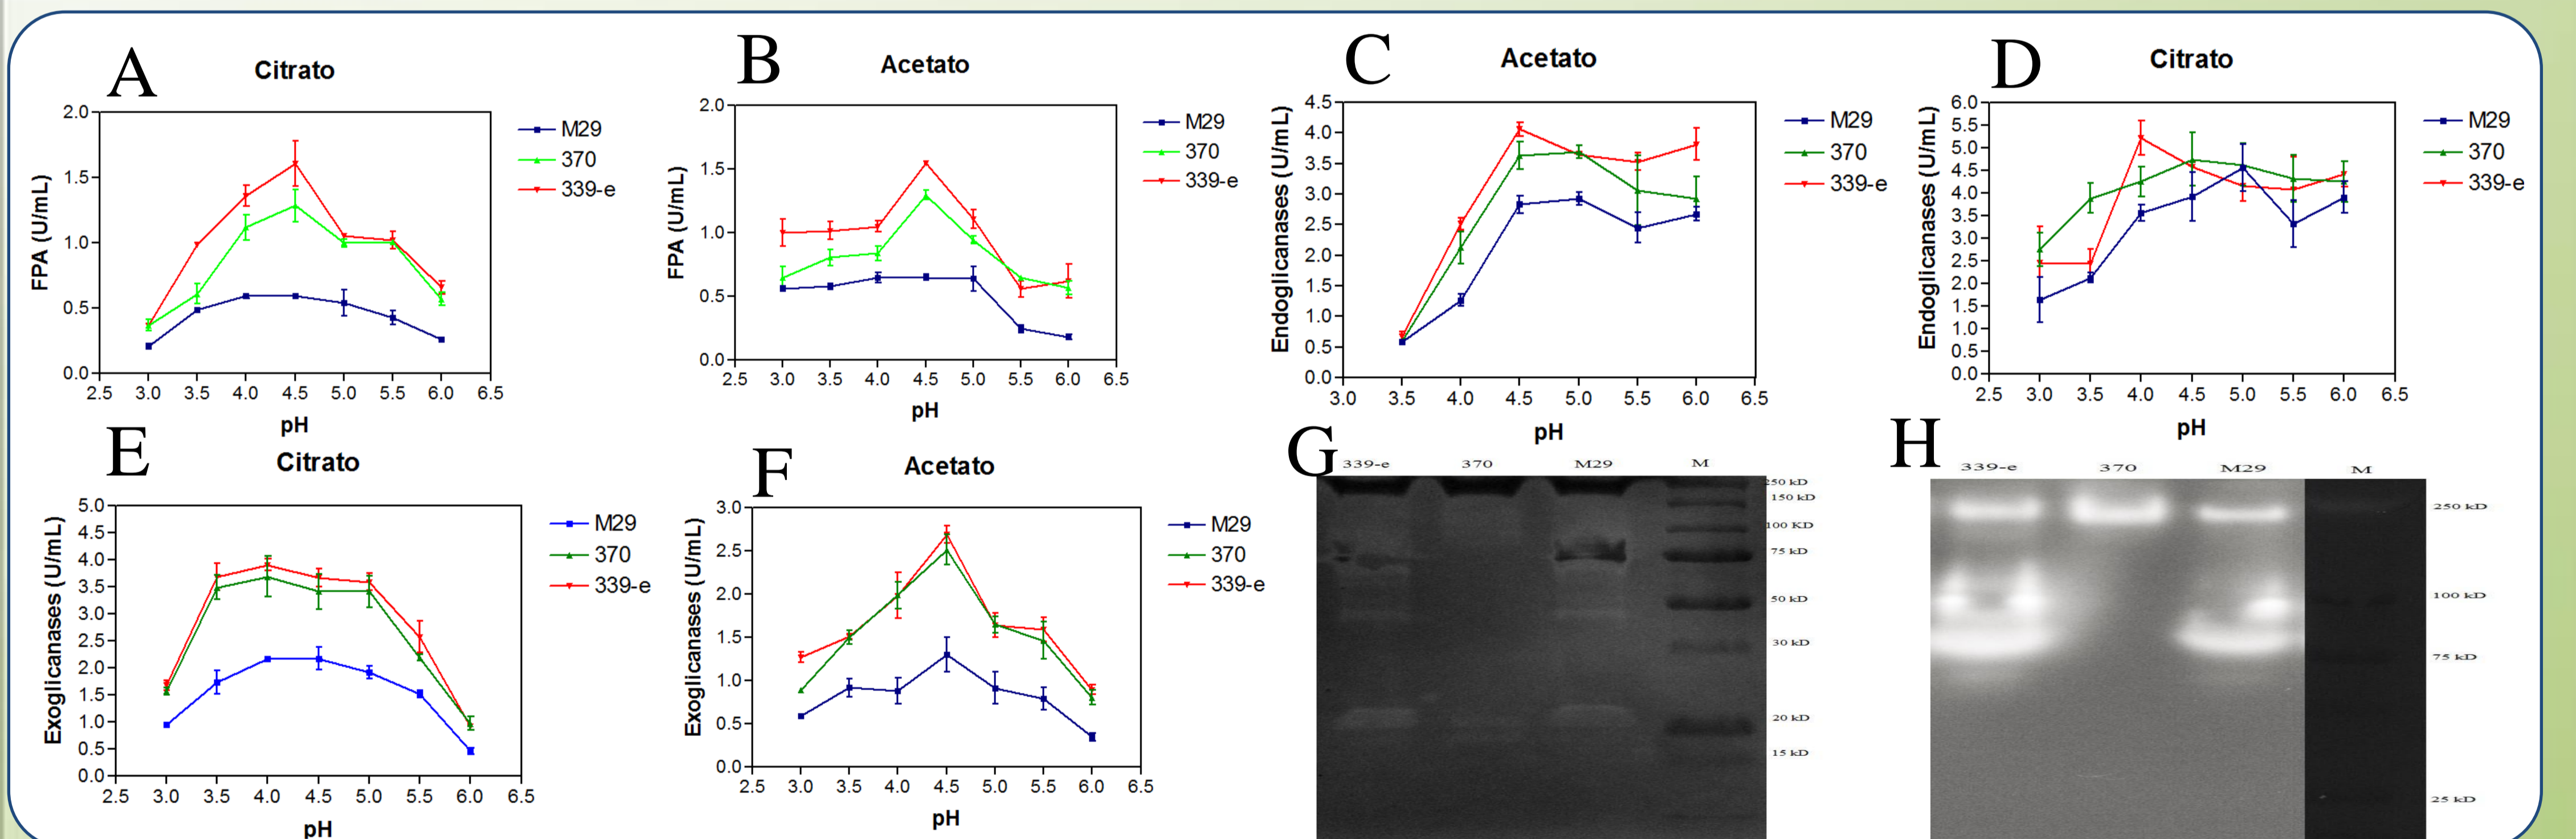 A
Citrato
FPA (U/mL)
2.0
1.5
1.0
0.5
0.0
2.5 3.0 3.5 4.0 4.5 5.0 5.5 6.0 6.5
pH
M29
370
339-e
B
Acetato
FPA (U/mL)
2.0
1.5
1.0
0.5
0.0
2.5 3.0 3.5 4.0 4.5 5.0 5.5 6.0 6.5
pH
M29
370
339-e
C
Acetato
Endoglicanases (U/mL)
4.5
4.0
3.5
3.0
2.5
2.0
1.5
1.0
0.5
0.0
3.0 3.5 4.0 4.5 5.0 5.5 6.0 6.5
pH
M29
370
339-e
D
Citrato
Endoglicanases (U/mL)
6.0
5.5
5.0
4.5
4.0
3.5
3.0
2.5
2.0
1.5
1.0
0.5
0.0
2.5 3.0 3.5 4.0 4.5 5.0 5.5 6.0 6.5
pH
M29
370
339-e
E
Citrato
Exoglicanases (U/mL)
5.0
4.5
4.0
3.5
3.0
2.5
2.0
1.5
1.0
0.5
0.0
2.5 3.0 3.5 4.0 4.5 5.0 5.5 6.0 6.5
pH
M29
370
339-e
F
Acetato
Exoglicanases (U/mL)
3.0
2.5
2.0
1.5
1.0
0.5
0.0
2.5 3.0 3.5 4.0 4.5 5.0 5.5 6.0 6.5
pH
M29
370
339-e
G
339-e 370 M29 M
250 kD
150 kD
100 KD
75 kD
50 kD
30 kD
20 kD
15 kD
H
339-e 370 M29 M
250 kD
100 kD
75 kD
25 kD